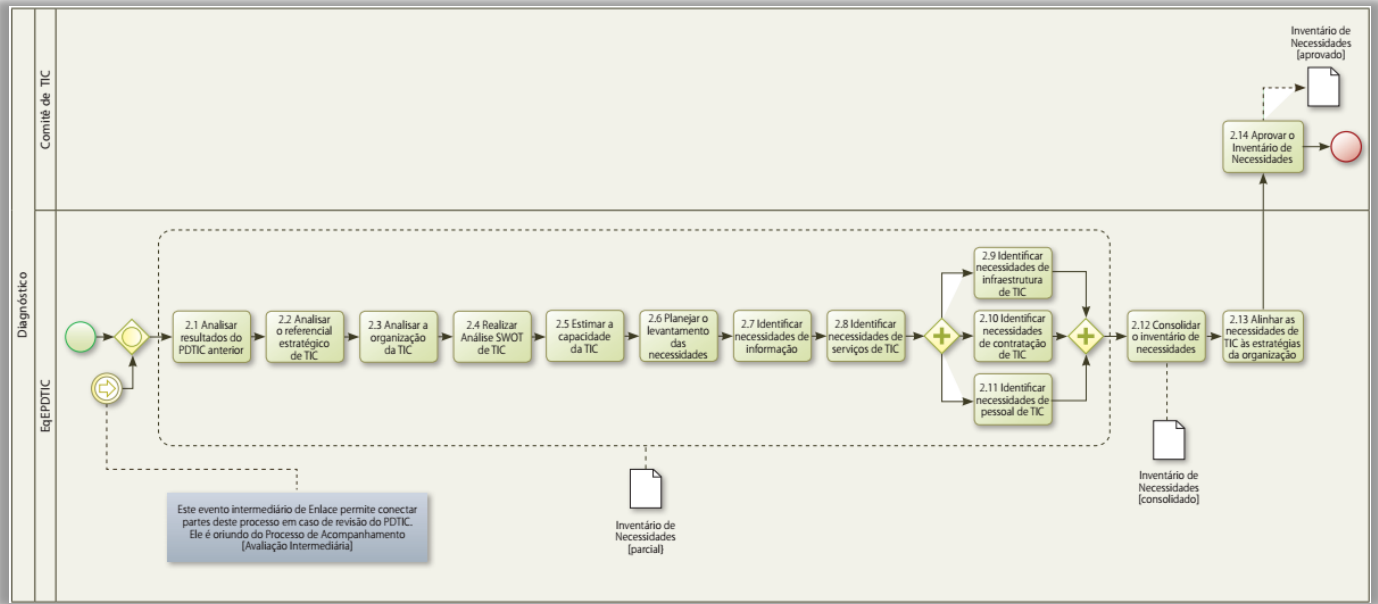 Diagnóstico
Comitê de TIC
EqEPDTIC
Inventário de
Necessidades
[aprovado]
2.14 Aprovar o
Inventário de
Necessidades
2.1 Analisar
resultados do
PDTIC anterior
2.2 Analisar
o referencial
estratégico
de TIC
2.3 Analisar a
organização
da TIC
2.4 Realizar
Análise SWOT
de TIC
2.5 Estimar a
capacidade
da TIC
2.6 Planejar o
levantamento
das
necessidades
2.7 Identificar
necessidades de
informação
2.8 Identificar
necessidades de
serviços de TIC
2.9 Identificar
necessidades de
infraestrutura
de TIC
2.10 Identificar
necessidades
de contratação
de TIC
2.11 Identificar
necessidades de
pessoal de TIC
2.12 Consolidar
o inventário de
necessidades
2.13 Alinhar as
necessidades de
TIC às estratégias
da organização
Este evento intermediário de Enlace permite conectar
partes deste processo em caso de revisão do PDTIC.
Ele é oriundo do Processo de Acompanhamento
[Avaliação Intermediária]
Inventário de
Necessidades
[parcial}
Inventário de
Necessidades
[consolidado]